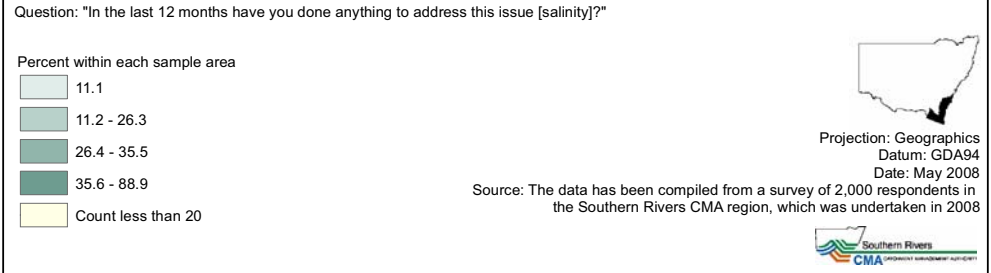 Question: "In the last 12 months have you done anything to address this issue [salinity]?"
Percent within each sample area
11.1
11.2 - 26.3
26.4 - 35.5
35.6 - 88.9
Count less than 20
Projection: Geographics
Datum: GDA94
Date: May 2008
Source: The data has been compiled from a survey of 2,000 respondents in
the Southern Rivers CMA region, which was undertaken in 2008
Southern Rivers
CMA CATCHMENT MANAGEMENT AUTHORITY